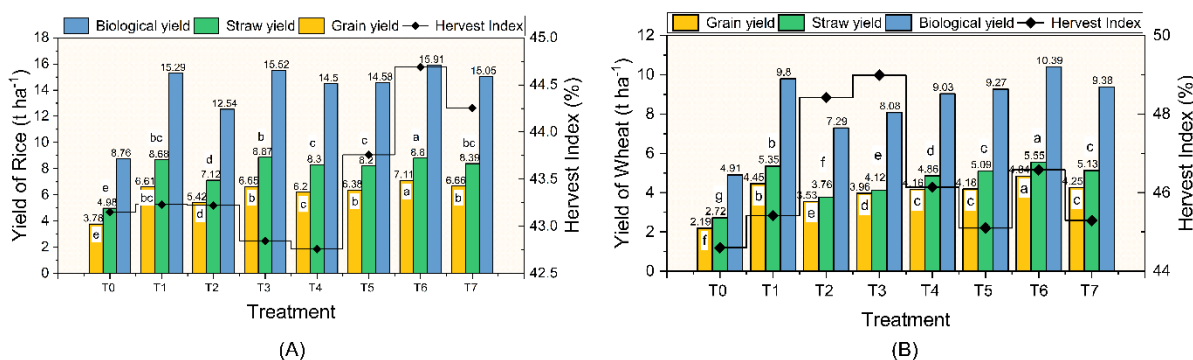 Biological yield Straw yield Grain yield Hervest Index
Yield of Rice (t ha⁻¹)
18
16
14
12
10
8
6
4
2
0
3.78 4.98 8.76
e e
6.61 8.68 15.29
bc bc
5.42 7.12 12.54
d d
6.65 8.87 15.52
b b
6.2 8.3 14.5
c c
6.38 8.2 14.58
b c
7.11 8.8 15.91
a a
6.66 8.39 15.05
b bc
45.0
44.5
44.0
43.5
43.0
42.5
Hervest Index (%)
T0 T1 T2 T3 T4 T5 T6 T7
Treatment
(A)
Grain yield Straw yield Biological yield Hervest Index
Yield of Wheat (t ha⁻¹)
12
10
8
6
4
2
0
2.19 2.72 4.91
f g
4.45 5.35 9.8
b b
3.53 3.76 7.29
e f
3.96 4.12 8.08
d e
4.16 4.86 9.03
c d
4.18 5.09 9.27
c c
4.84 5.55 10.39
a a
4.25 5.13 9.38
c c
50
48
46
44
Hervest Index (%)
T0 T1 T2 T3 T4 T5 T6 T7
Treatment
(B)